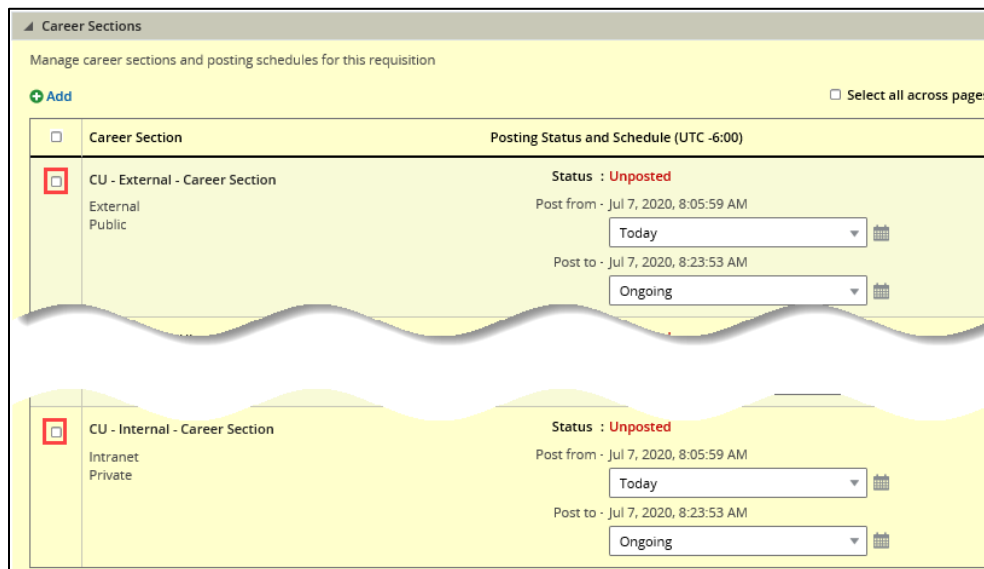 Career Sections
Manage career sections and posting schedules for this requisition
Add
Select all across pages
Career Section Posting Status and Schedule (UTC -6:00)
CU - External - Career Section Status : Unposted
External Post from - Jul 7, 2020, 8:05:59 AM
Public
Today
Post to - Jul 7, 2020, 8:23:53 AM
Ongoing
CU - Internal - Career Section Status : Unposted
Intranet Post from - Jul 7, 2020, 8:05:59 AM
Private
Today
Post to - Jul 7, 2020, 8:23:53 AM
Ongoing